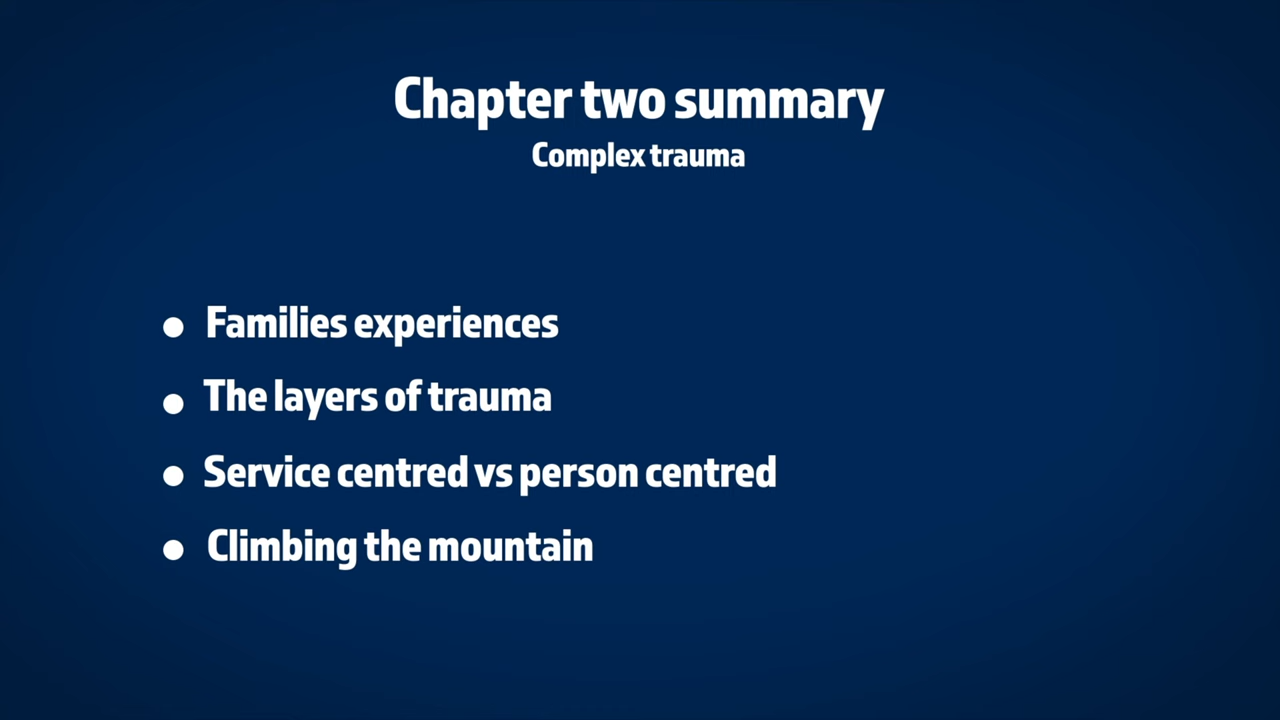 Chapter two summary
Complex trauma
• Families experiences
• The layers of trauma
• Service centred vs person centred
• Climbing the mountain